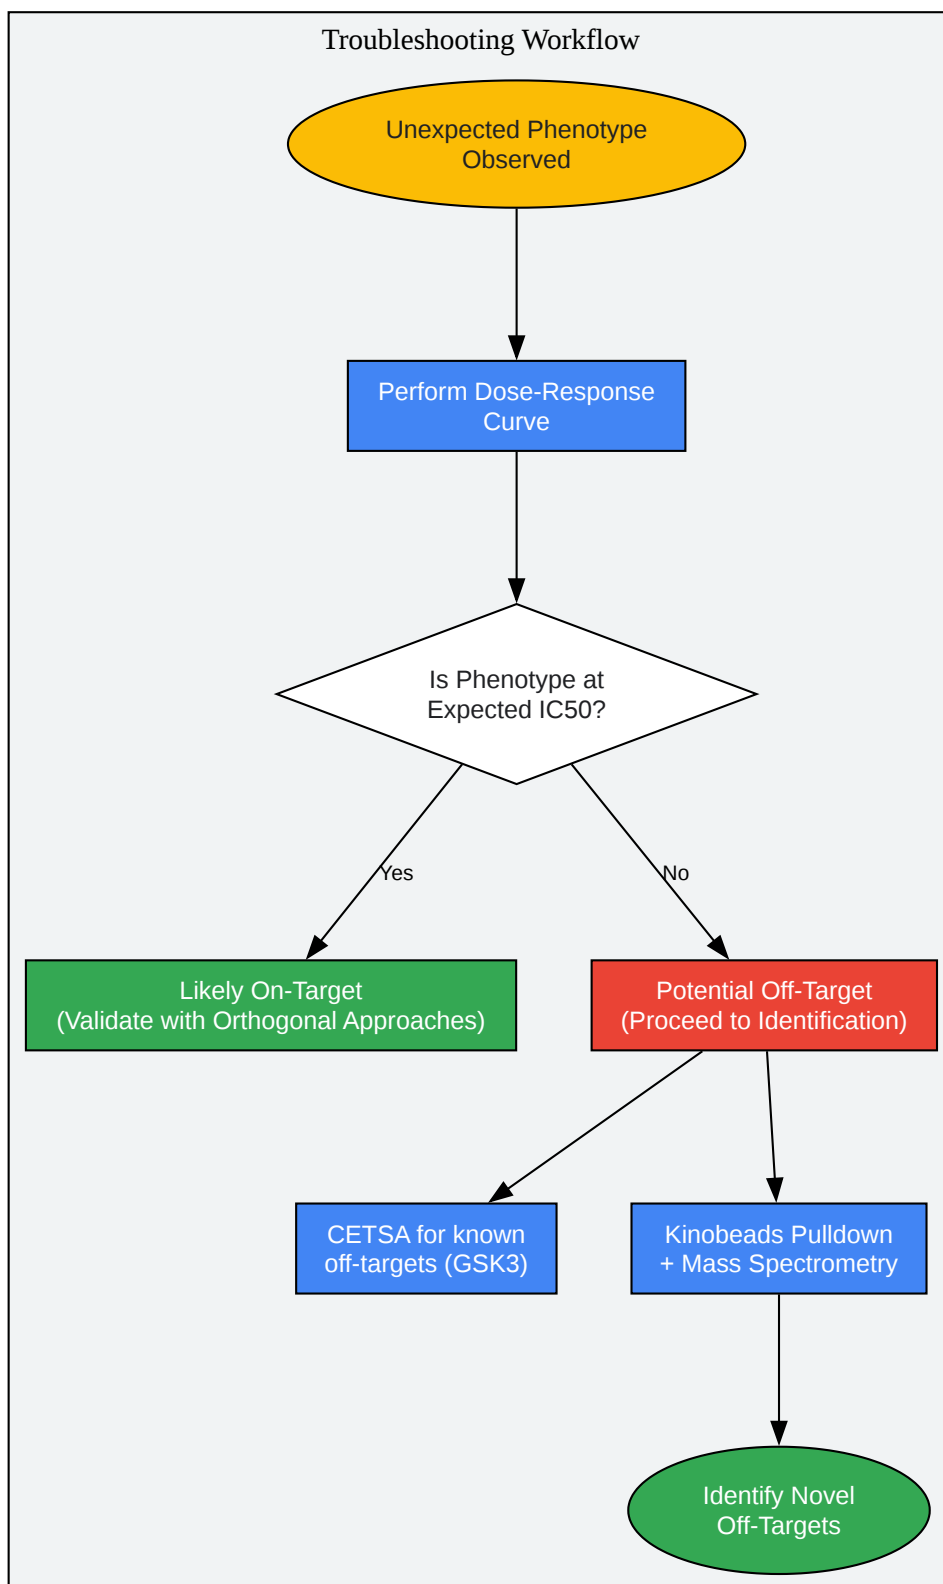 Troubleshooting Workflow
Unexpected Phenotype
Observed
Perform Dose-Response
Curve
Is Phenotype at
Expected IC50?
Yes
No
Likely On-Target
(Validate with Orthogonal Approaches)
Potential Off-Target
(Proceed to Identification)
CETSA for known
off-targets (GSK3)
Kinobeads Pulldown
+ Mass Spectrometry
Identify Novel
Off-Targets